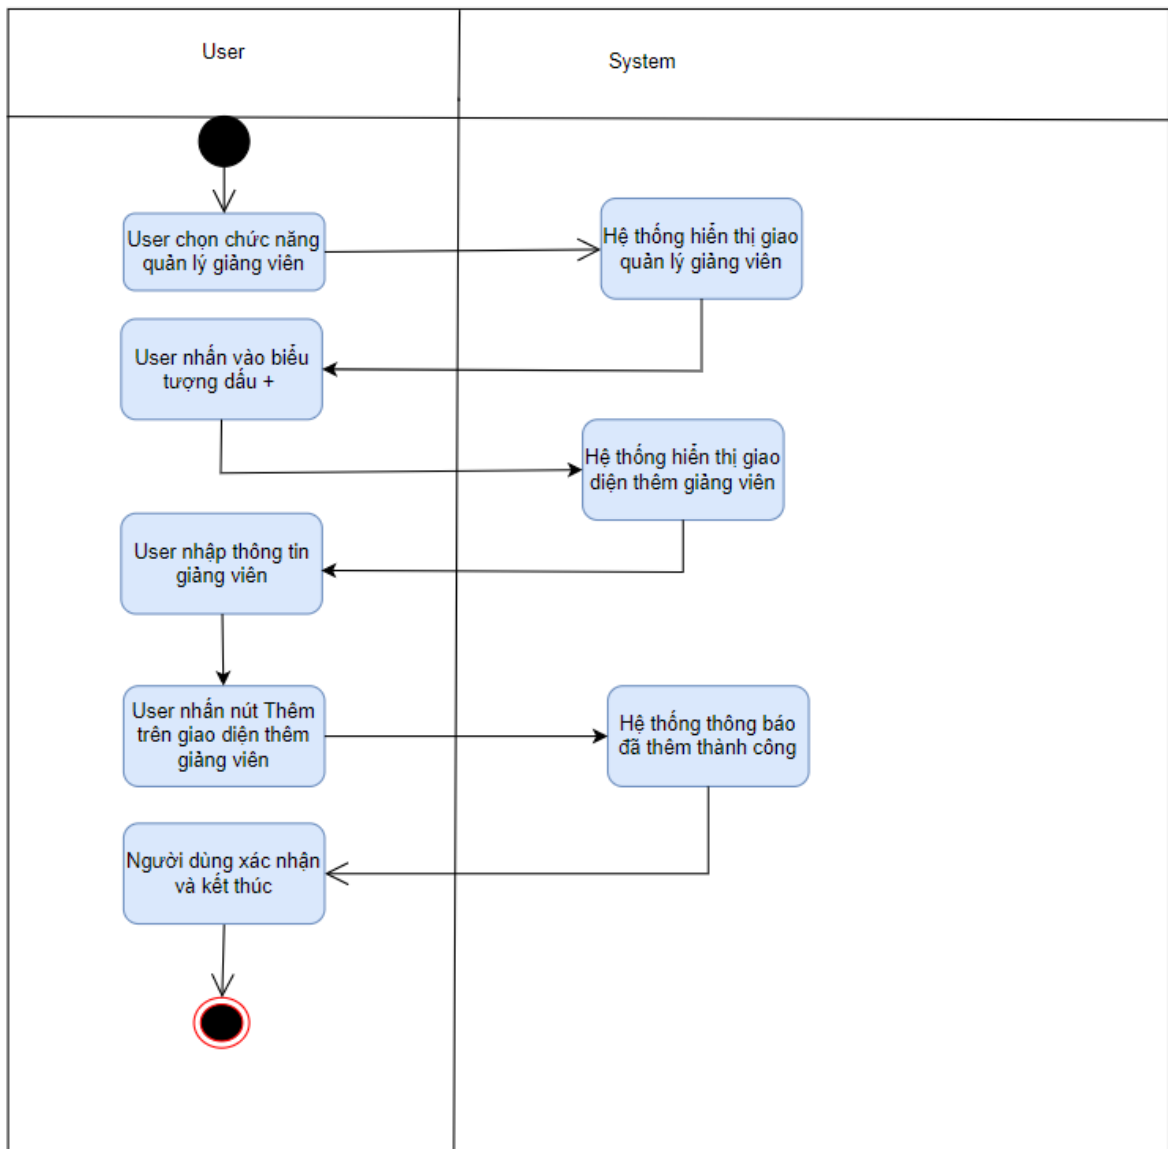 User
System
User chọn chức năng
quản lý giảng viên
Hệ thống hiển thị giao
quản lý giảng viên
User nhấn vào biểu
tượng dấu +
Hệ thống hiển thị giao
diện thêm giảng viên
User nhập thông tin
giảng viên
User nhấn nút Thêm
trên giao diện thêm
giảng viên
Hệ thống thông báo
đã thêm thành công
Người dùng xác nhận
và kết thúc